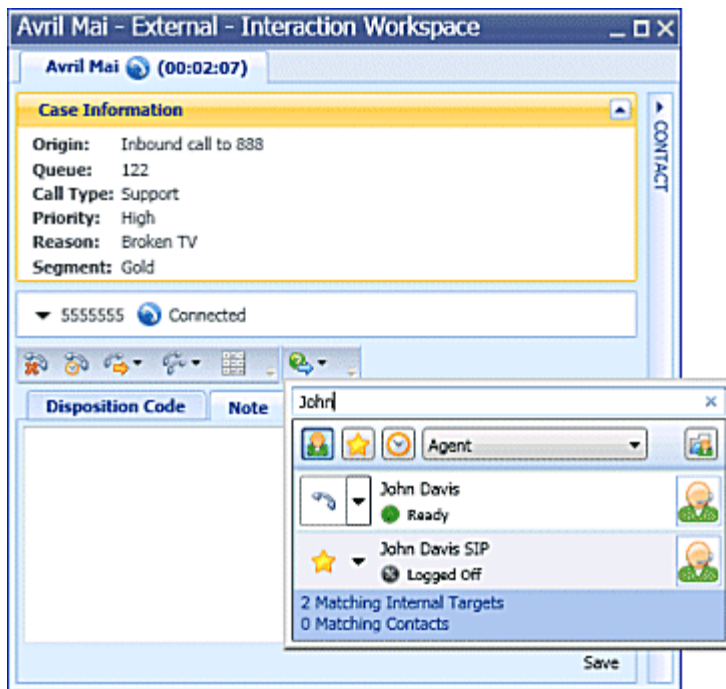 Avril Mai - External - Interaction Workspace
Avril Mai (00:02:07)
Case Information
Origin: Inbound call to 888
Queue: 122
Call Type: Support
Priority: High
Reason: Broken TV
Segment: Gold
CONTACT
5555555 Connected
Disposition Code Note
John
Agent
John Davis
Ready
John Davis SIP
Logged Off
2 Matching Internal Targets
0 Matching Contacts
Save